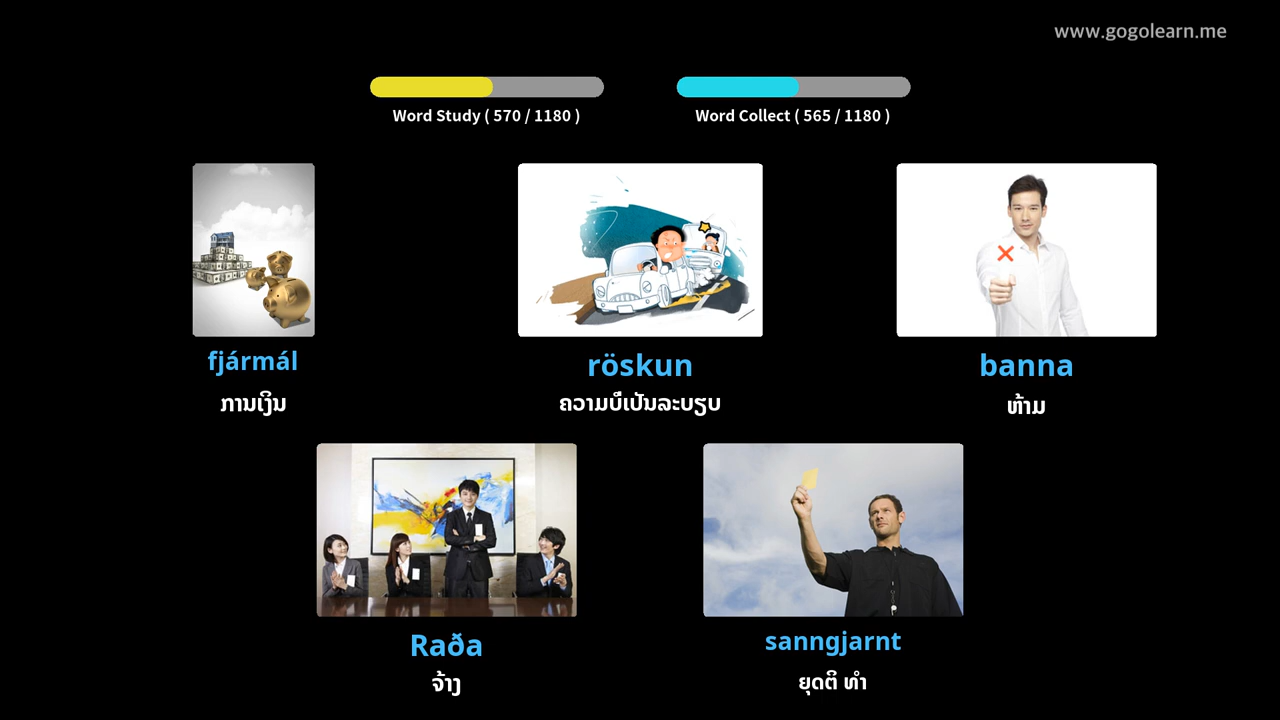 www.gogolearn.me
Word Study ( 570 / 1180 )
Word Collect ( 565 / 1180 )
fjármál
ການເງິນ
röskun
ຄວາມບໍ່ເປັນລະບຽບ
banna
ຫ້າມ
Raða
ຈ້າງ
sanngjarnt
ຍຸດຕິ ທຳ